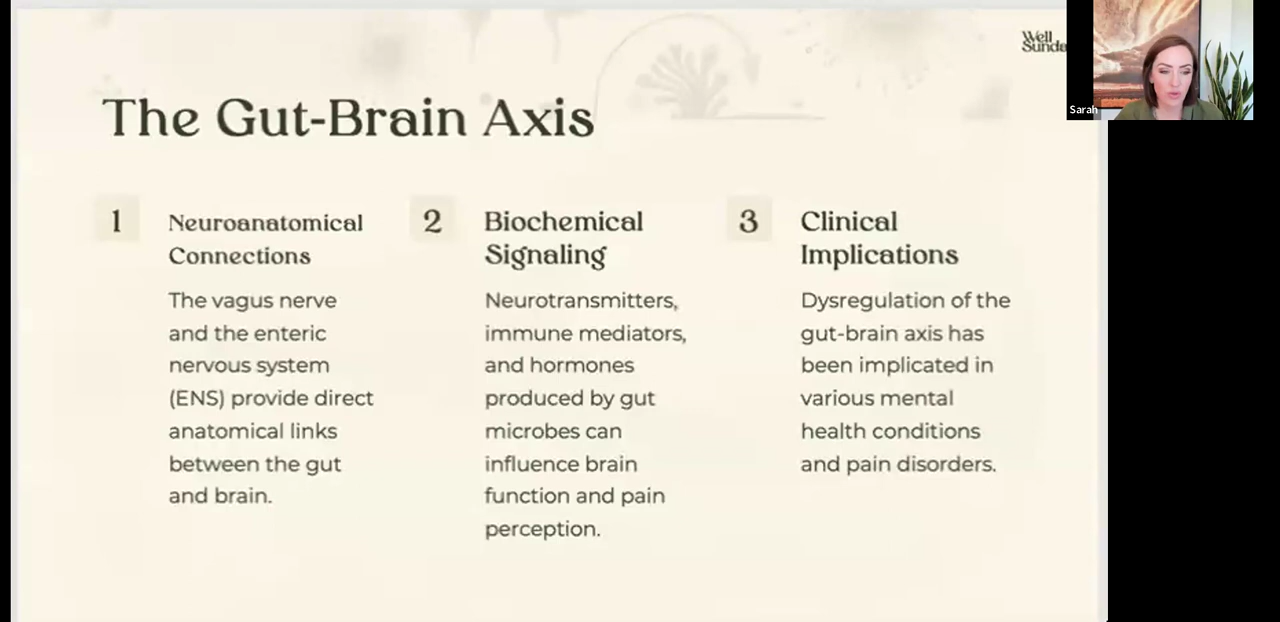 The Gut-Brain Axis
1
Neuroanatomical
Connections
The vagus nerve
and the enteric
nervous system
(ENS) provide direct
anatomical links
between the gut
and brain.
2
Biochemical
Signaling
Neurotransmitters,
immune mediators,
and hormones
produced by gut
microbes can
influence brain
function and pain
perception.
3
Clinical
Implications
Dysregulation of the
gut-brain axis has
been implicated in
various mental
health conditions
and pain disorders.
Well
Sunda
Sarah